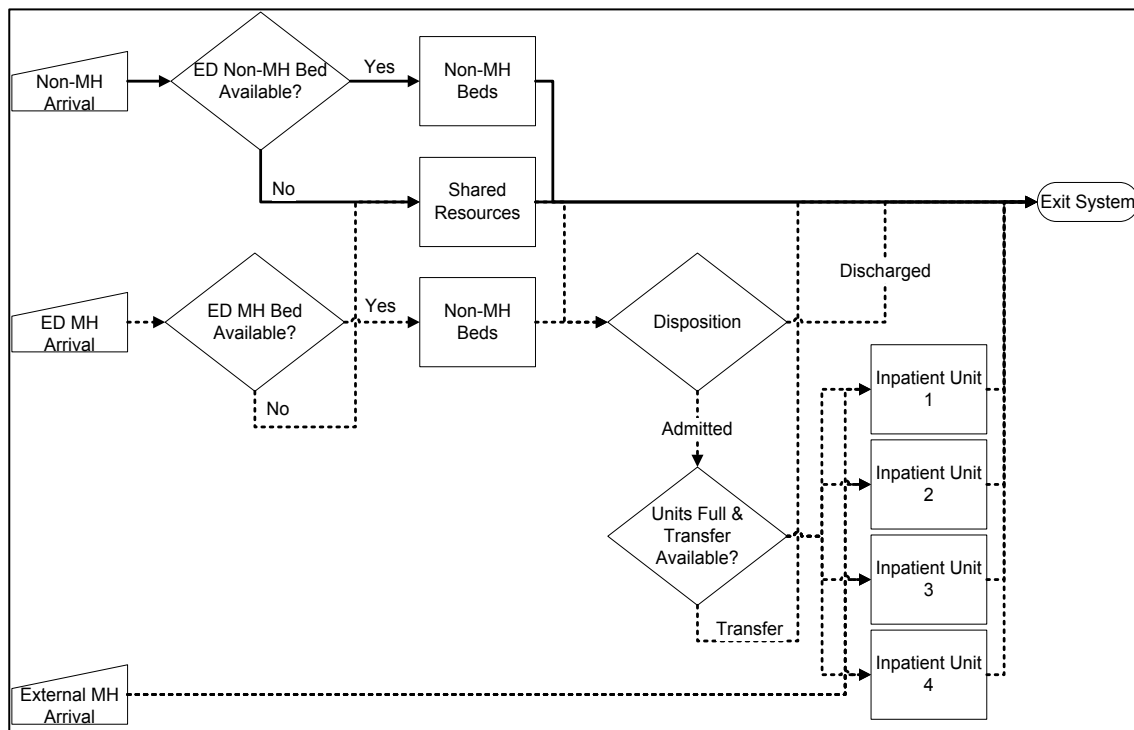 Non-MH
Arrival
ED Non-MH Bed
Available?
Yes
Non-MH
Beds
No
Shared
Resources
Exit System
ED MH
Arrival
ED MH Bed
Available?
Yes
Non-MH
Beds
No
Disposition
Discharged
Admitted
Units Full &
Transfer
Available?
Transfer
Inpatient Unit
1
Inpatient Unit
2
Inpatient Unit
3
Inpatient Unit
4
External MH
Arrival